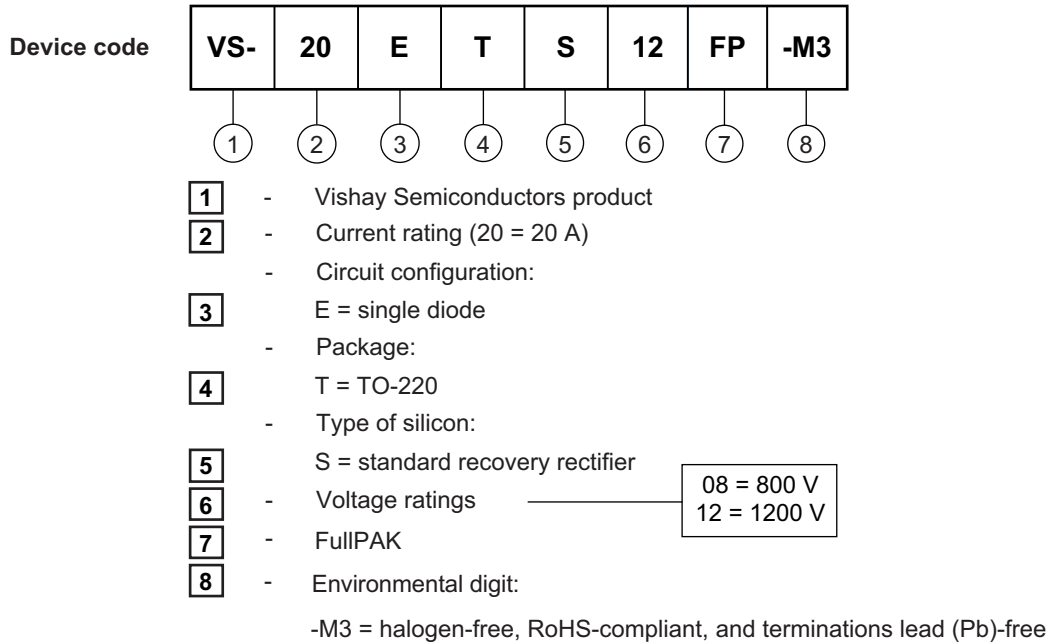 Device code VS- 20 E T S 12 FP -M3
1 2 3 4 5 6 7 8
1 - Vishay Semiconductors product
2 - Current rating (20 = 20 A)
- Circuit configuration:
3 E = single diode
- Package:
4 T = TO-220
- Type of silicon:
5 S = standard recovery rectifier
6 - Voltage ratings
08 = 800 V
12 = 1200 V
7 - FullPAK
8 - Environmental digit:
-M3 = halogen-free, RoHS-compliant, and terminations lead (Pb)-free